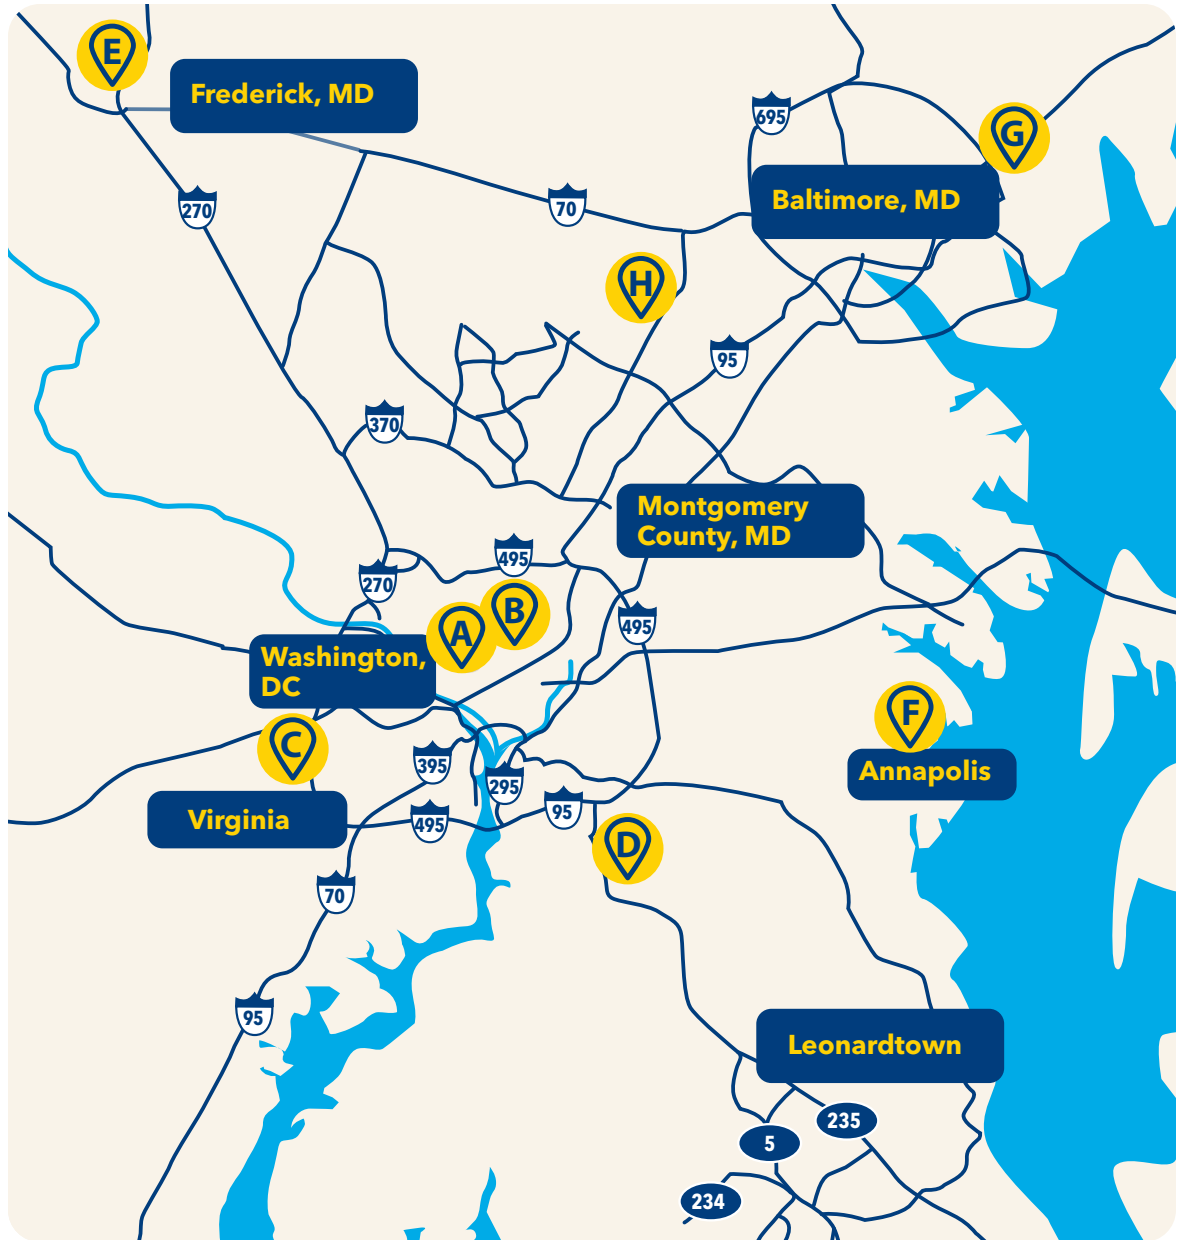 E
Frederick, MD
695
G
Baltimore, MD
270
70
H
95
370
Montgomery
County, MD
495
270
B
A
495
Washington,
DC
F
C
Annapolis
395
295
95
Virginia
495
D
70
95
Leonardtown
235
5
234